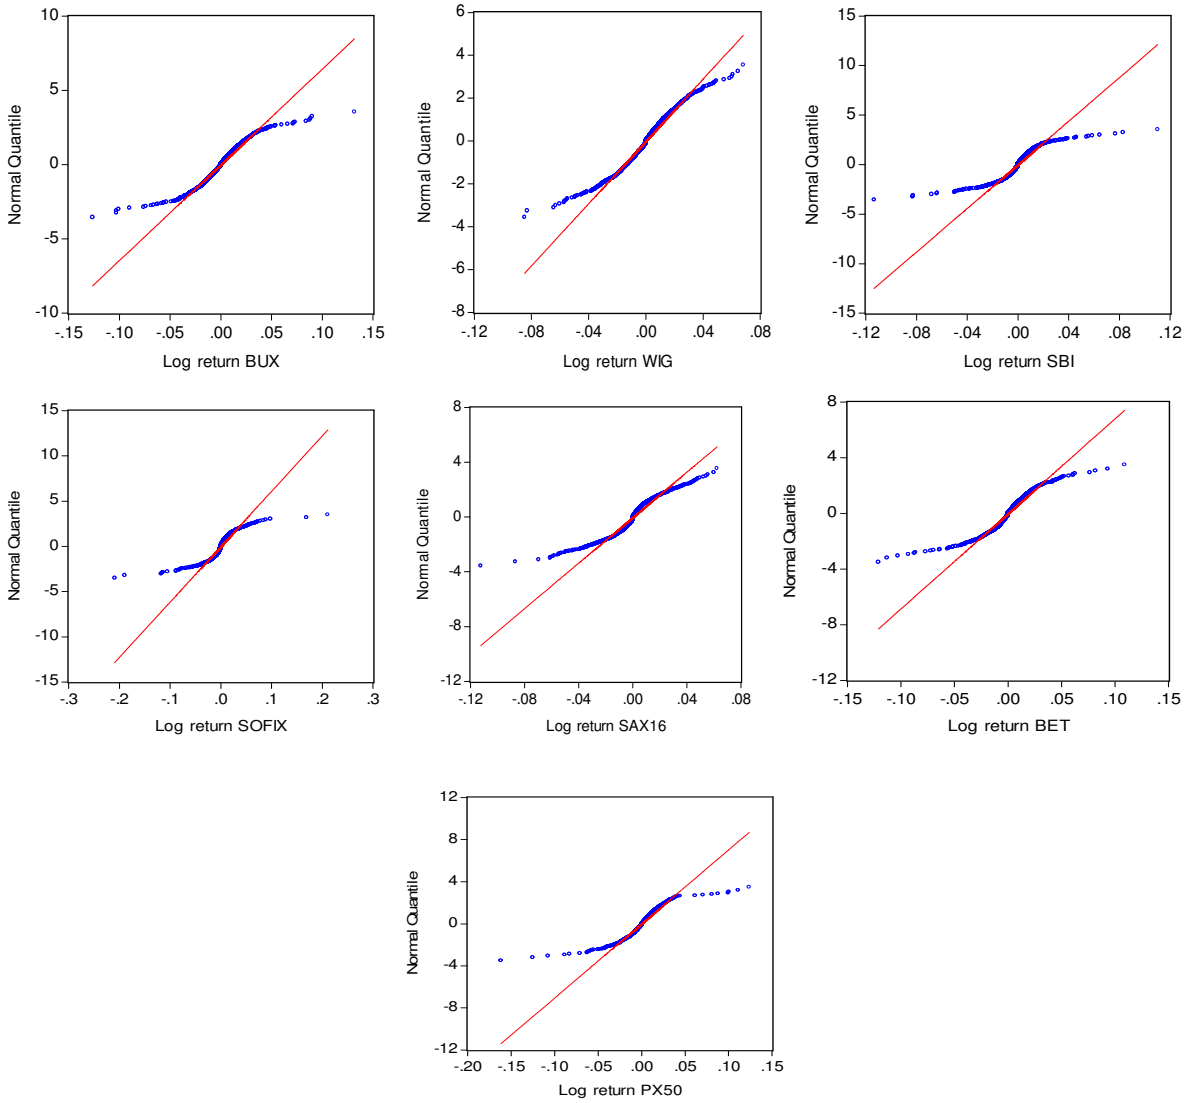 10
5
0
-5
-10
Normal Quantile
-.15 -.10 -.05 .00 .05 .10 .15
Log return BUX
6
4
2
0
-2
-4
-6
-8
Normal Quantile
-.12 -.08 -.04 .00 .04 .08
Log return WIG
15
10
5
0
-5
-10
-15
Normal Quantile
-.12 -.08 -.04 .00 .04 .08 .12
Log return SBI
15
10
5
0
-5
-10
-15
Normal Quantile
-.3 -.2 -.1 .0 .1 .2 .3
Log return SOFIX
8
4
0
-4
-8
-12
Normal Quantile
-.12 -.08 -.04 .00 .04 .08
Log return SAX16
8
4
0
-4
-8
-12
Normal Quantile
-.15 -.10 -.05 .00 .05 .10 .15
Log return BET
12
8
4
0
-4
-8
-12
Normal Quantile
-.20 -.15 -.10 -.05 .00 .05 .10 .15
Log return PX50